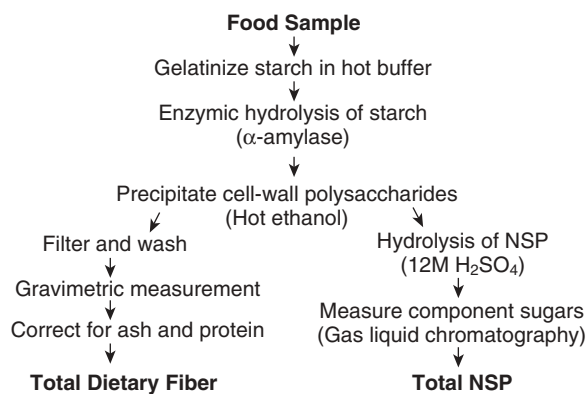 Food Sample
Gelatinize starch in hot buffer
Enzymic hydrolysis of starch
(α-amylase)
Precipitate cell-wall polysaccharides
(Hot ethanol)
Filter and wash
Gravimetric measurement
Correct for ash and protein
Total Dietary Fiber
Hydrolysis of NSP
(12M H₂SO₄)
Measure component sugars
(Gas liquid chromatography)
Total NSP